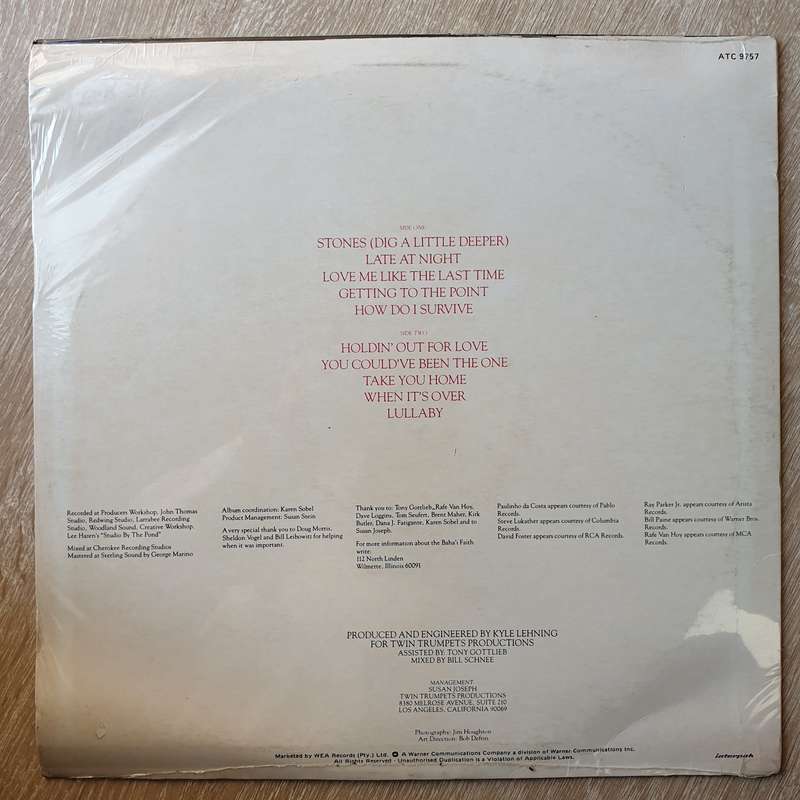 ATC 9757
SIDE ONE
STONES (DIG A LITTLE DEEPER)
LATE AT NIGHT
LOVE ME LIKE THE LAST TIME
GETTING TO THE POINT
HOW DO I SURVIVE
SIDE TWO
HOLDIN' OUT FOR LOVE
YOU COULD'VE BEEN THE ONE
TAKE YOU HOME
WHEN IT'S OVER
LULLABY
Recorded at Producers Workshop, John Thomas
Studio, Redwing Studio, Larrabee Recording
Studio, Woodland Sound, Creative Workshop,
Lee Hazen's "Studio By The Pond"
Mixed at Cherokee Recording Studios
Mastered at Sterling Sound by George Marino
Album coordination: Karen Sobel
Product Management: Susan Stein
A very special thank you to Doug Morris,
Sheldon Vogel and Bill Leibowitz for helping
when it was important.
Thank you to: Tony Gottlieb, Rafe Van Hoy,
Dave Loggins, Tom Seufert, Brent Maher, Kirk
Butler, Dana J. Fangante, Karen Sobel and to
Susan Joseph.
For more information about the Baha'i Faith
write:
112 North Linden
Wilmette, Illinois 60091
Paulinho da Costa appears courtesy of Pablo
Records.
Steve Lukather appears courtesy of Columbia
Records.
David Foster appears courtesy of RCA Records.
Ray Parker Jr. appears courtesy of Arista
Records.
Bill Paine appears courtesy of Warner Bros.
Records.
Rafe Van Hoy appears courtesy of MCA
Records.
PRODUCED AND ENGINEERED BY KYLE LEHNING
FOR TWIN TRUMPETS PRODUCTIONS
ASSISTED BY: TONY GOTTLIEB
MIXED BY BILL SCHNEE
MANAGEMENT:
SUSAN JOSEPH
TWIN TRUMPETS PRODUCTIONS
8380 MELROSE AVENUE, SUITE 210
LOS ANGELES, CALIFORNIA 90069
Photography: Jim Houghton
Art Direction: Bob Defrin
Marketed by WEA Records (Pty.) Ltd. A Warner Communications Company a division of Warner Communications Inc.
All Rights Reserved - Unauthorised Duplication is a Violation of Applicable Laws.
interpak